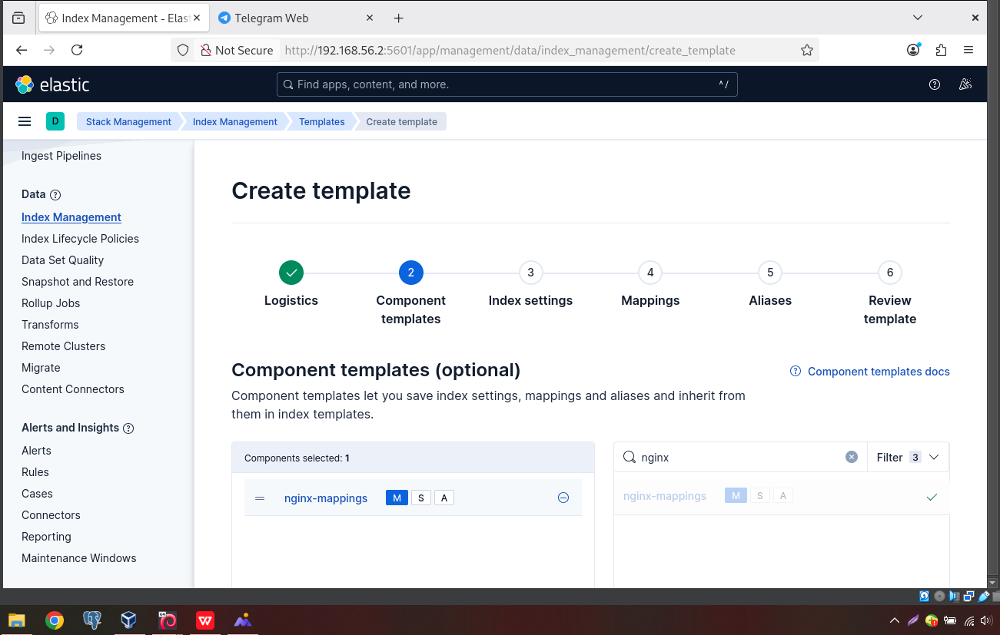 Index Management - Elas
Telegram Web
Not Secure
http://192.168.56.2:5601/app/management/data/index_management/create_template
elastic
Find apps, content, and more.
^/
D
Stack Management
Index Management
Templates
Create template
Ingest Pipelines
Data
Index Management
Index Lifecycle Policies
Data Set Quality
Snapshot and Restore
Rollup Jobs
Transforms
Remote Clusters
Migrate
Content Connectors
Alerts and Insights
Alerts
Rules
Cases
Connectors
Reporting
Maintenance Windows
Create template
2
3
4
5
6
Logistics
Component templates
Index settings
Mappings
Aliases
Review template
Component templates (optional)
Component templates docs
Component templates let you save index settings, mappings and aliases and inherit from
them in index templates.
Components selected: 1
nginx
Filter 3
nginx-mappings M S A
nginx-mappings M S A